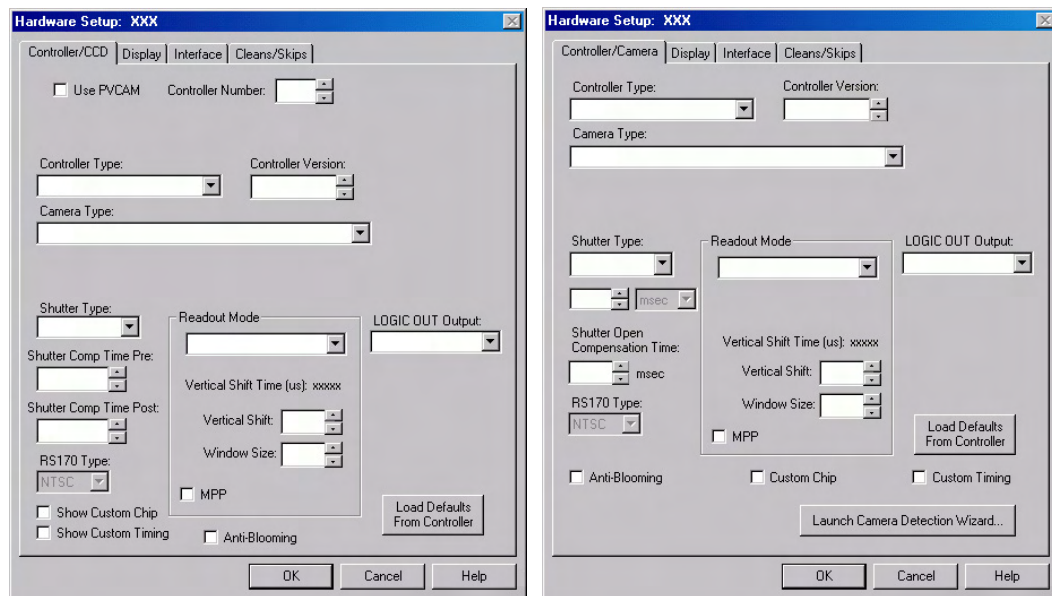 Hardware Setup: XXX
Controller/CCD Display Interface Cleans/Skips
Use PVCAM Controller Number:
Controller Type: Controller Version:
Camera Type:
Shutter Type: Readout Mode LOGIC OUT Output:
Shutter Comp Time Pre:
Vertical Shift Time (us): xxxxx
Shutter Comp Time Post:
Vertical Shift:
Window Size:
RS170 Type:
NTSC
MPP
Show Custom Chip
Load Defaults
From Controller
Show Custom Timing
Anti-Blooming
OK Cancel Help
Hardware Setup: XXX
Controller/Camera Display Interface Cleans/Skips
Controller Type: Controller Version:
Camera Type:
Shutter Type: Readout Mode LOGIC OUT Output:
msec
Shutter Open
Compensation Time:
Vertical Shift Time (us): xxxxx
msec
Vertical Shift:
RS170 Type:
Window Size:
NTSC
MPP
Load Defaults
From Controller
Anti-Blooming Custom Chip Custom Timing
Launch Camera Detection Wizard...
OK Cancel Help